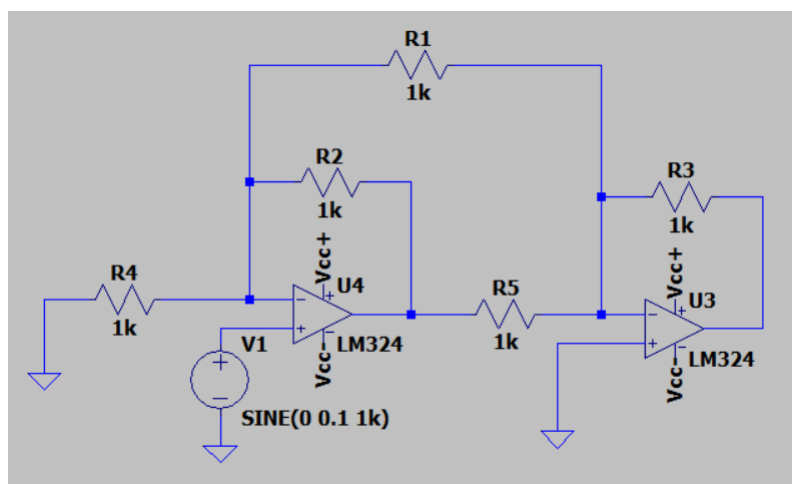 R1
1k
R2
1k
R3
1k
Vcc+
U4
R4
1k
R5
1k
Vcc+
U3
LM324
Vcc-
V1
LM324
Vcc-
SINE(0 0.1 1k)